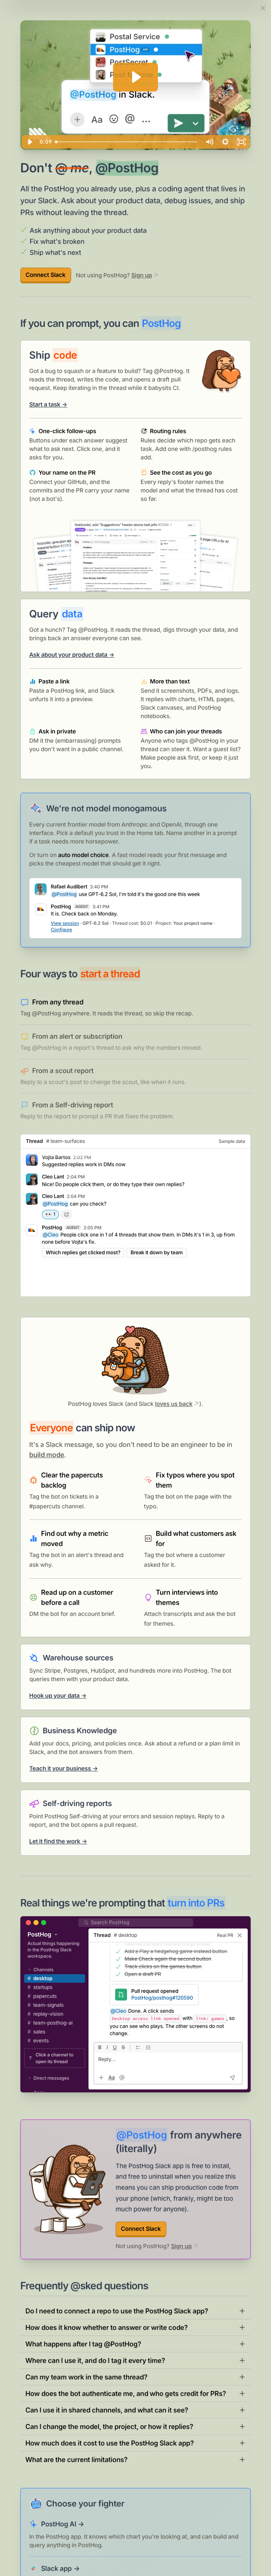 Postal Service
PostHog
PostSecret
@PostHog in Slack.
Aa
0:59
Don't @ me, @PostHog
All the PostHog you already use, plus a coding agent that lives in
your Slack. Ask about your product data, debug issues, and ship
PRs without leaving the thread.
Ask anything about your product data
Fix what's broken
Ship what's next
Connect Slack
Not using PostHog? Sign up
If you can prompt, you can PostHog
Ship code
Got a bug to squash or a feature to build? Tag @PostHog. It
reads the thread, writes the code, and opens a draft pull
request. Keep iterating in the thread while it babysits CI.
Start a task →
One-click follow-ups
Buttons under each answer suggest
what to ask next. Click one, and it
asks for you.
Routing rules
Rules decide which repo gets each
task. Add one with /posthog rules
add.
Your name on the PR
Connect your GitHub, and the
commits and the PR carry your name
(not a bot's).
See the cost as you go
Every reply's footer names the
model and what the thread has cost
so far.
Query data
Got a hunch? Tag @PostHog. It reads the thread, digs through your data, and
brings back an answer everyone can see.
Ask about your product data →
Paste a link
Paste a PostHog link, and Slack
unfurls it into a preview.
More than text
Send it screenshots, PDFs, and logs.
It replies with charts, HTML pages,
Slack canvases, and PostHog
notebooks.
Ask in private
DM it the (embarrassing) prompts
you don't want in a public channel.
Who can join your threads
Anyone who tags @PostHog in your
thread can steer it. Want a guest list?
Make people ask first, or keep it just
you.
We're not model monogamous
Every current frontier model from Anthropic and OpenAI, through one
interface. Pick a default you trust in the Home tab. Name another in a prompt
if a task needs more horsepower.
Or turn on auto model choice. A fast model reads your first message and
picks the cheapest model that should get it right.
Rafael Audibert 3:40 PM
@PostHog use GPT-6.2 Sol, I'm told it's the good one this week
PostHog AGENT 3:41 PM
It is. Check back on Monday.
View session · GPT-6.2 Sol · Thread cost: $0.01 · Project: Your project name ·
Configure
Four ways to start a thread
From any thread
Tag @PostHog anywhere. It reads the thread, so skip the recap.
From an alert or subscription
Tag @PostHog in a report's thread to ask why the numbers moved.
From a scout report
Reply to a scout's post to change the scout, like when it runs.
From a Self-driving report
Reply to the report to prompt a PR that fixes the problem.
Thread # team-surfaces
Sample data
Vojta Bartos 2:02 PM
Suggested replies work in DMs now
Cleo Lant 2:04 PM
Nice! Do people click them, or do they type their own replies?
Cleo Lant 2:04 PM
@PostHog can you check?
1
PostHog AGENT 2:05 PM
@Cleo People click one in 1 of 4 threads that show them. In DMs it's 1 in 3, up from
none before Vojta's fix.
Which replies get clicked most?
Break it down by team
PostHog loves Slack (and Slack loves us back ↗).
Everyone can ship now
It's a Slack message, so you don't need to be an engineer to be in
build mode.
Clear the papercuts
backlog
Tag the bot on tickets in a
#papercuts channel.
Fix typos where you spot
them
Tag the bot on the page with the
typo.
Find out why a metric
moved
Tag the bot in an alert's thread and
ask why.
Build what customers ask
for
Tag the bot where a customer
asked for it.
Read up on a customer
before a call
DM the bot for an account brief.
Turn interviews into
themes
Attach transcripts and ask the bot
for themes.
Warehouse sources
Sync Stripe, Postgres, HubSpot, and hundreds more into PostHog. The bot
queries them with your product data.
Hook up your data →
Business Knowledge
Add your docs, pricing, and policies once. Ask about a refund or a plan limit in
Slack, and the bot answers from them.
Teach it your business →
Self-driving reports
Point PostHog Self-driving at your errors and session replays. Reply to a
report, and the bot opens a pull request.
Let it find the work →
Real things we're prompting that turn into PRs
Search PostHog
PostHog
Actual things happening
in the PostHog Slack
workspace.
Channels
# desktop
# startups
# papercuts
# team-signals
# replay-vision
# team-posthog-ai
# sales
# events
Click a channel to
open its thread
Direct messages
Thread # desktop
Real PR
Add a Play a hedgehog game instead button
Make Check again the second button
Track clicks on the games button
Open a draft PR
Pull request opened
PostHog/posthog#120590
@Cleo Done. A click sends
Desktop access link opened with link: games, so
you can see who plays. The other screens do not
change.
B I U S
Reply...
Aa
@PostHog from anywhere
(literally)
The PostHog Slack app is free to install,
and free to uninstall when you realize this
means you can ship production code from
your phone (which, frankly, might be too
much power for anyone).
Connect Slack
Not using PostHog? Sign up
Frequently @sked questions
Do I need to connect a repo to use the PostHog Slack app?
How does it know whether to answer or write code?
What happens after I tag @PostHog?
Where can I use it, and do I tag it every time?
Can my team work in the same thread?
How does the bot authenticate me, and who gets credit for PRs?
Can I use it in shared channels, and what can it see?
Can I change the model, the project, or how it replies?
How much does it cost to use the PostHog Slack app?
What are the current limitations?
Choose your fighter
PostHog AI →
In the PostHog app. It knows which chart you're looking at, and can build and
query anything in PostHog.
Slack app →